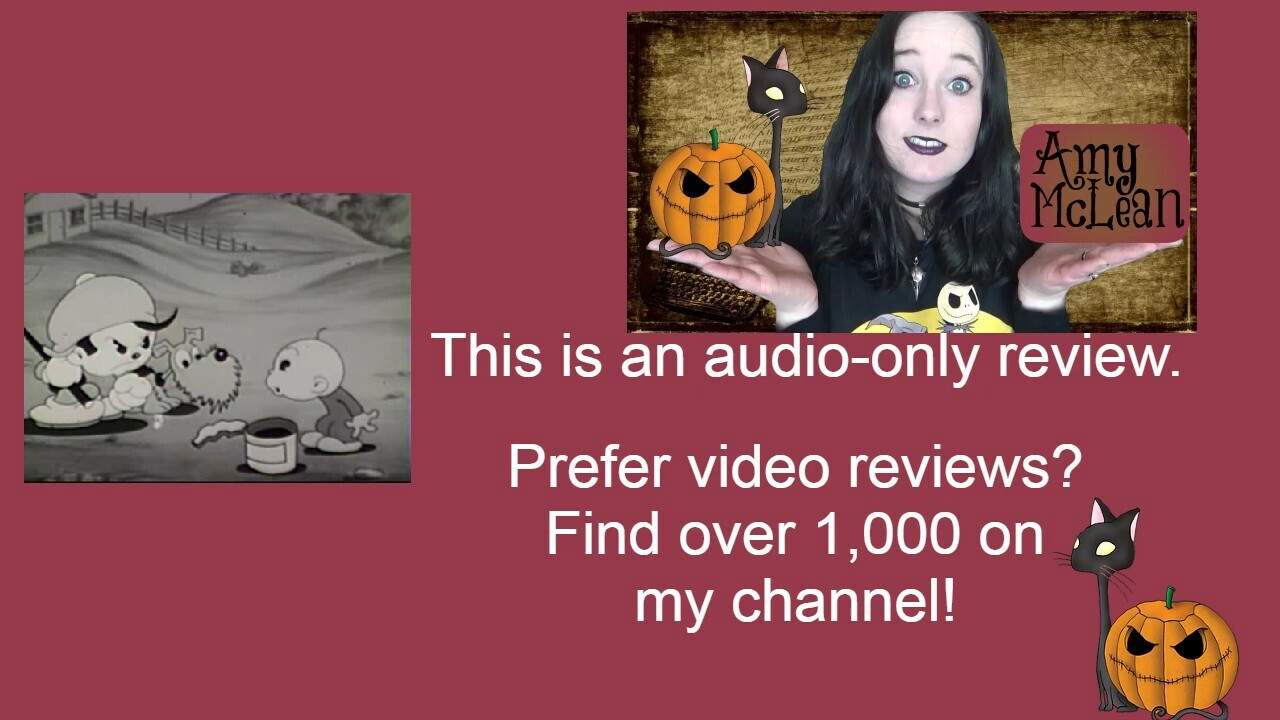 Amy
McLean
This is an audio-only review.
Prefer video reviews?
Find over 1,000 on
my channel!